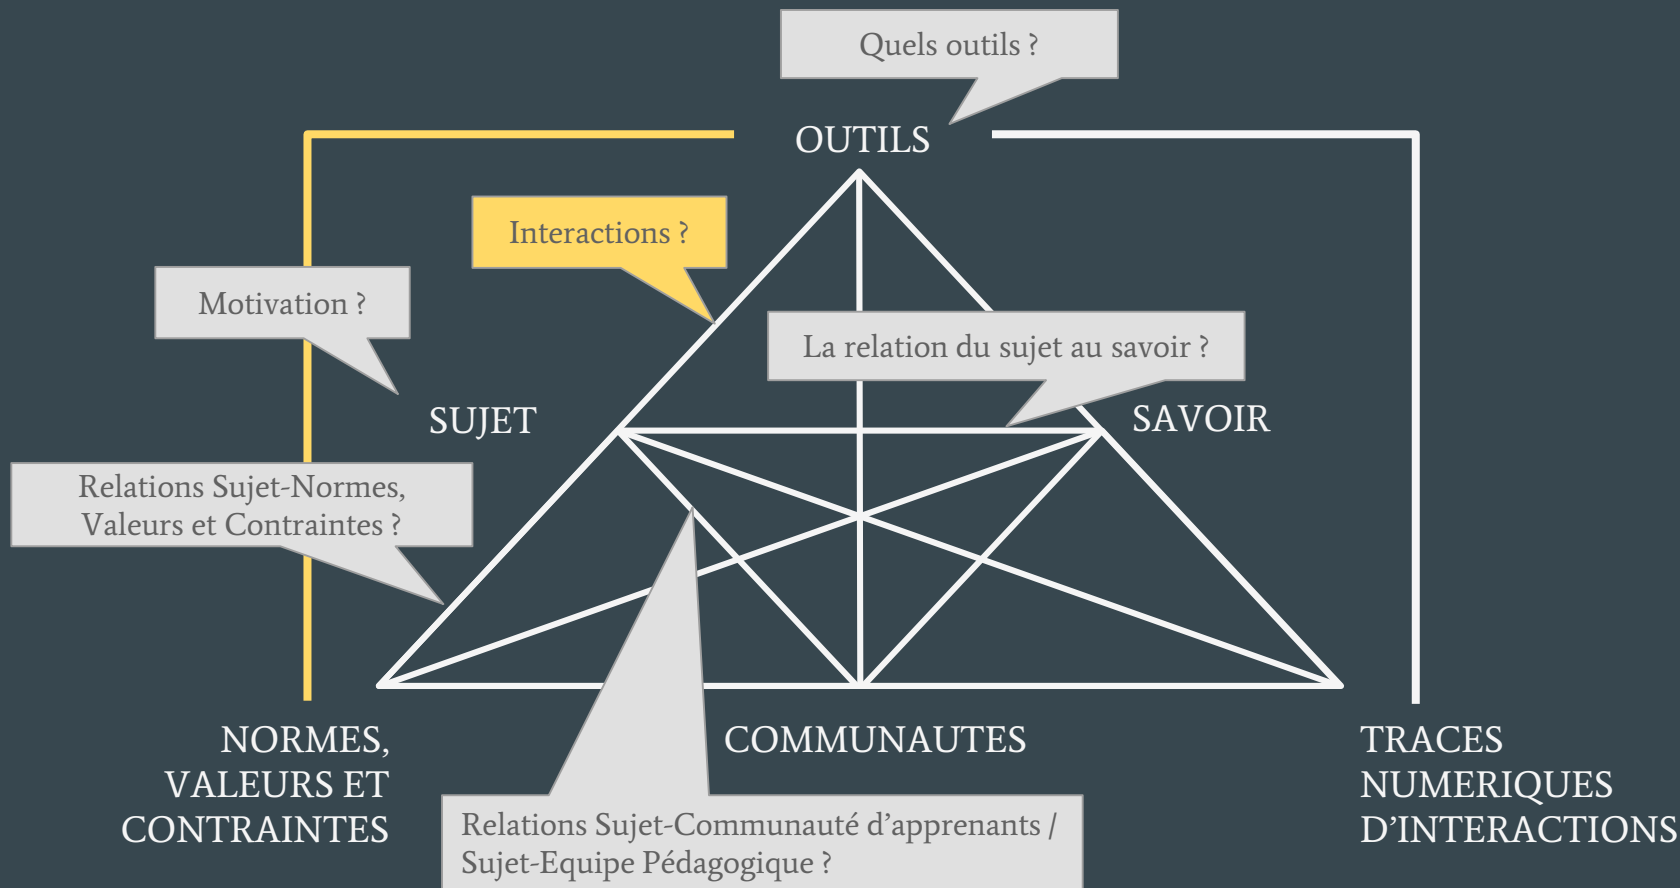 Quels outils ?
OUTILS
Interactions ?
Motivation ?
La relation du sujet au savoir ?
SUJET
SAVOIR
Relations Sujet-Normes,
Valeurs et Contraintes ?
NORMES,
VALEURS ET
CONTRAINTES
COMMUNAUTES
TRACES
NUMERIQUES
D'INTERACTIONS
Relations Sujet-Communauté d’apprenants /
Sujet-Equipe Pédagogique ?